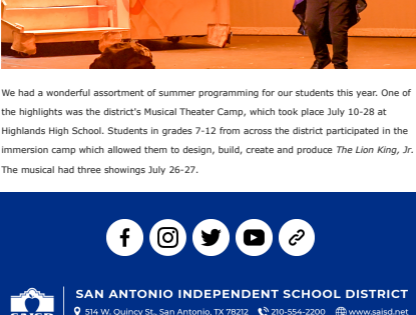 We had a wonderful assortment of summer programming for our students this year. One of
the highlights was the district's Musical Theater Camp, which took place July 10-28 at
Highlands High School. Students in grades 7-12 from across the district participated in the
immersion camp which allowed them to design, build, create and produce The Lion King, Jr.
The musical had three showings July 26-27.
SAN ANTONIO INDEPENDENT SCHOOL DISTRICT
514 W. Quincy St., San Antonio, TX 78212 210-554-2200 www.saisd.net
SAISD